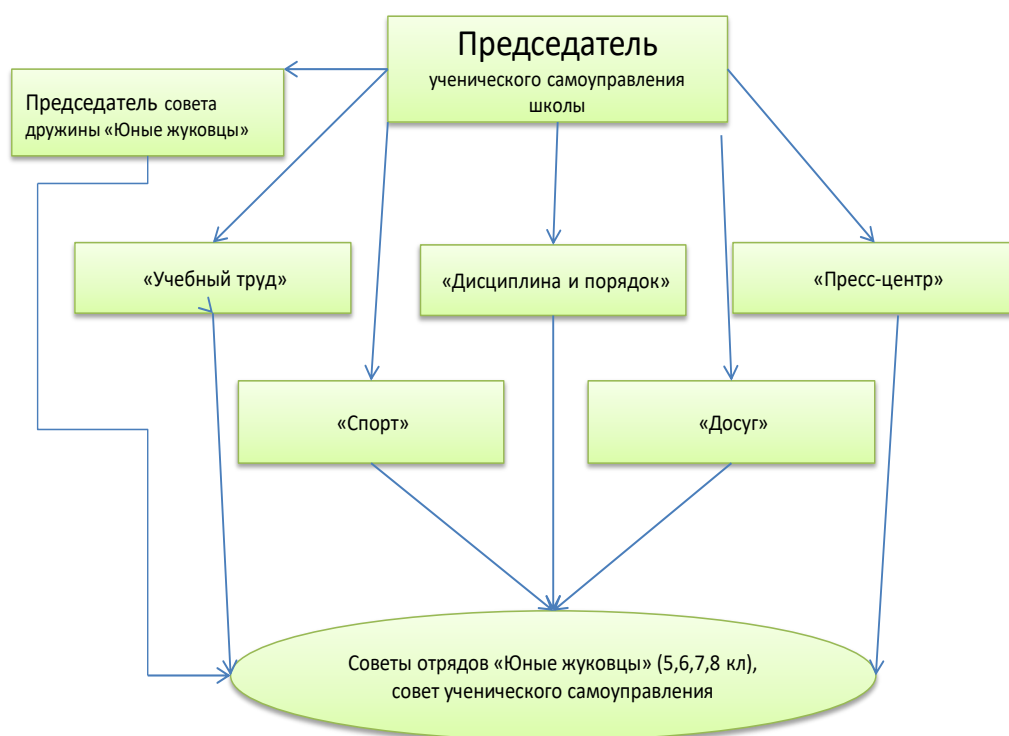 Председатель
ученического самоуправления
школы
Председатель совета
дружины «Юные жуковцы»
«Учебный труд»
«Дисциплина и порядок»
«Пресс-центр»
«Спорт»
«Досуг»
Советы отрядов «Юные жуковцы» (5,6,7,8 кл),
совет ученического самоуправления